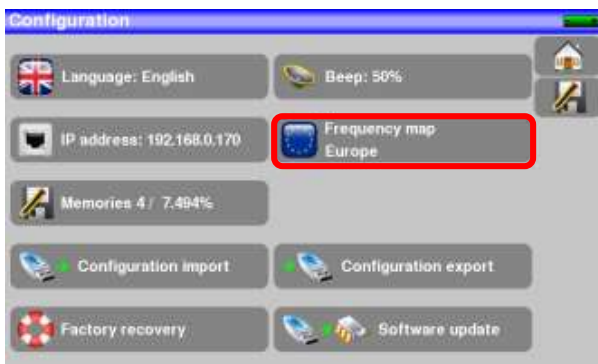 Configuration
Language: English
Beep: 50%
IP address: 192.168.0.170
Frequency map
Europe
Memories 4 / 7.494%
Configuration import
Configuration export
Factory recovery
Software update